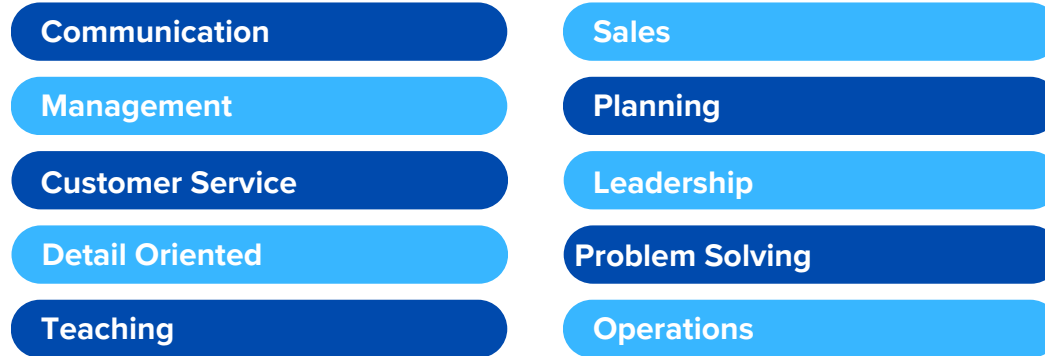 Communication
Management
Customer Service
Detail Oriented
Teaching
Sales
Planning
Leadership
Problem Solving
Operations